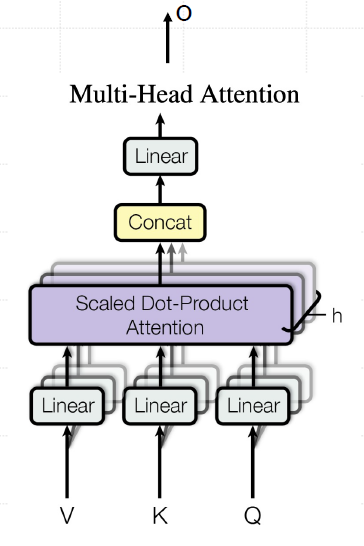 O
Multi-Head Attention
Linear
Concat
Scaled Dot-Product
Attention
h
Linear
Linear
Linear
V
K
Q